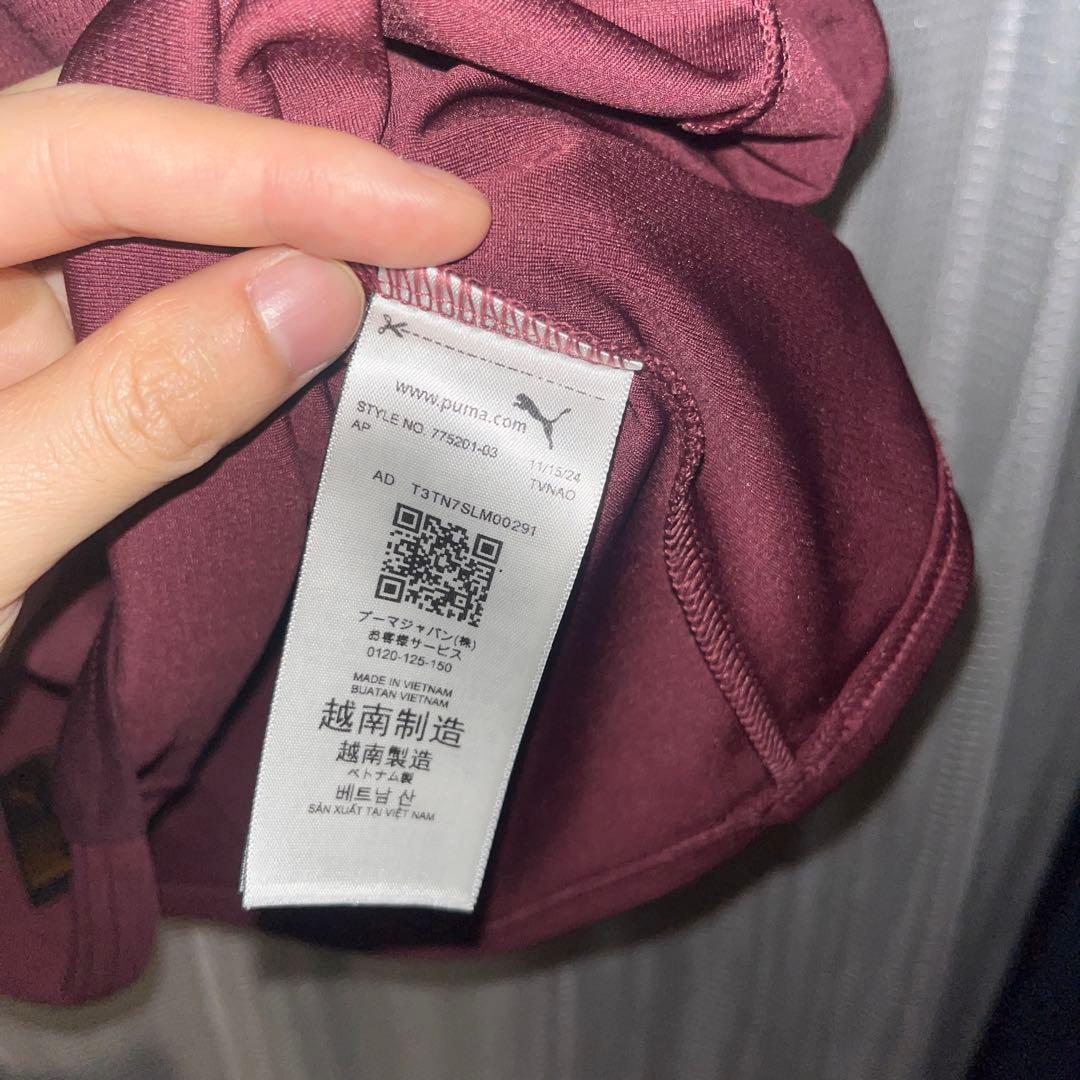 www.puma.com
STYLE NO. 775201-03 11/15/24
AP TVNAO
AD T3TN7SLM00291
プーマジャパン(株)
お客様サービス
0120-125-150
MADE IN VIETNAM
BUATAN VIETNAM
越南制造
越南製造
ベトナム製
베트남 산
SẢN XUẤT TẠI VIỆT NAM